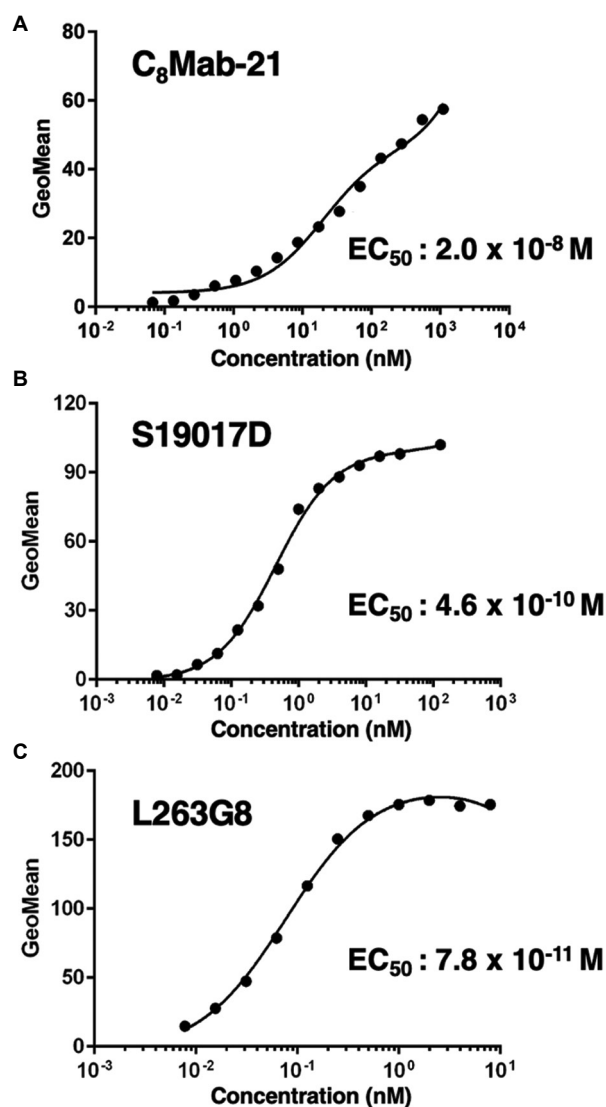 A
C₈Mab-21
80
60
40
20
0
GeoMean
EC₅₀ : 2.0 x 10⁻⁸ M
10⁻² 10⁻¹ 10⁰ 10¹ 10² 10³ 10⁴
Concentration (nM)
B
S19017D
120
90
60
30
0
GeoMean
EC₅₀ : 4.6 x 10⁻¹⁰ M
10⁻³ 10⁻² 10⁻¹ 10⁰ 10¹ 10² 10³
Concentration (nM)
C
L263G8
200
150
100
50
0
GeoMean
EC₅₀ : 7.8 x 10⁻¹¹ M
10⁻³ 10⁻² 10⁻¹ 10⁰ 10¹
Concentration (nM)